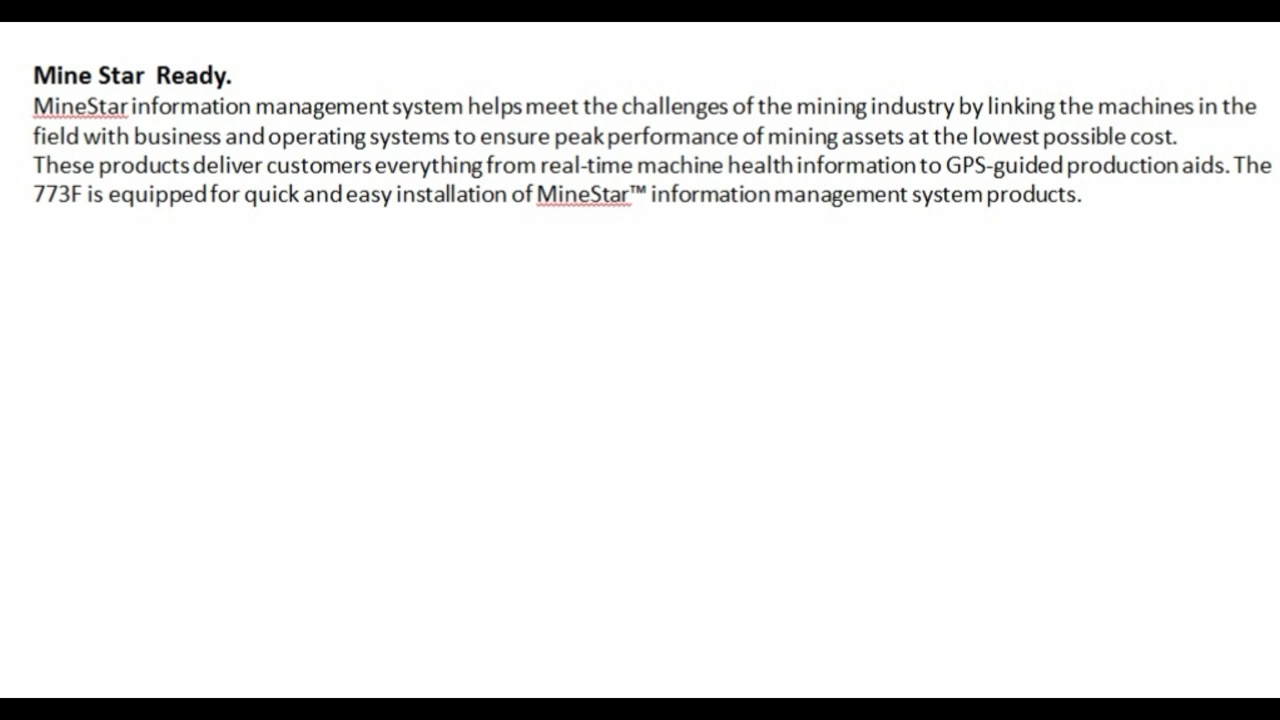 Mine Star  Ready.
MineStar information management system helps meet the challenges of the mining industry by linking the machines in the
field with business and operating systems to ensure peak performance of mining assets at the lowest possible cost.
These products deliver customers everything from real-time machine health information to GPS-guided production aids. The
773F is equipped for quick and easy installation of MineStar™ information management system products.